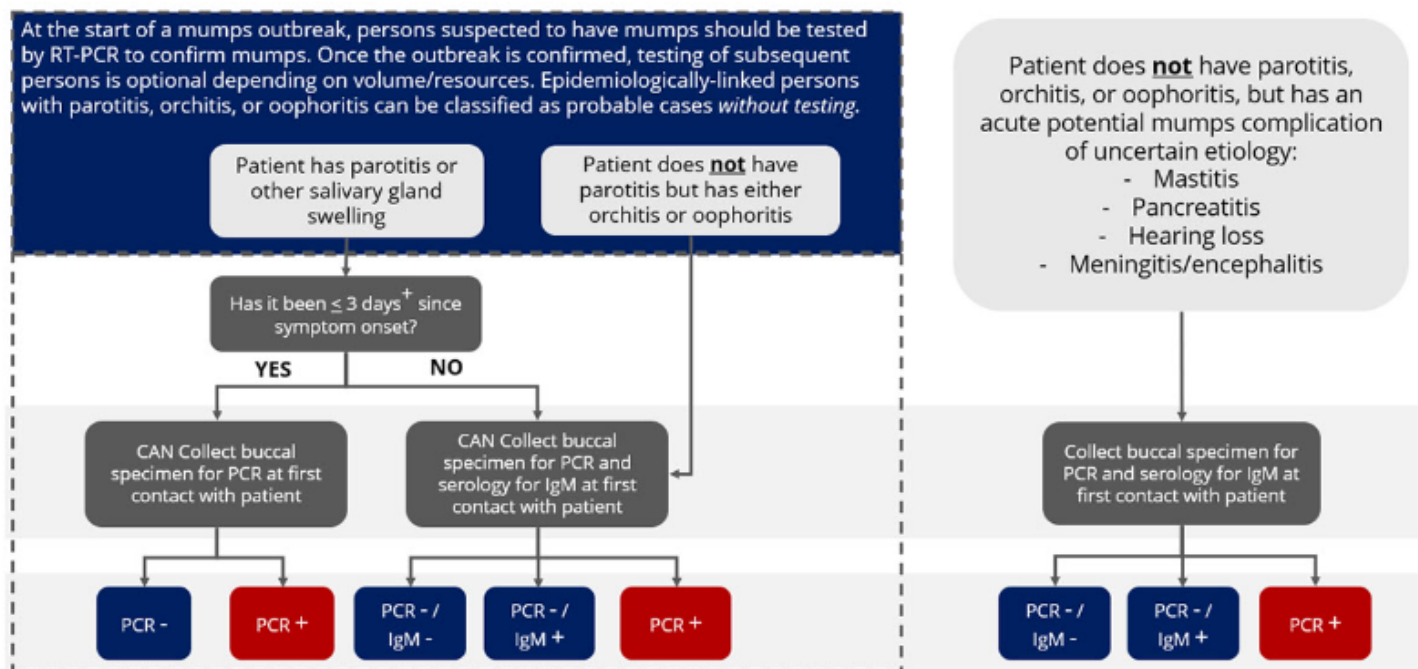 At the start of a mumps outbreak, persons suspected to have mumps should be tested
by RT-PCR to confirm mumps. Once the outbreak is confirmed, testing of subsequent
persons is optional depending on volume/resources. Epidemiologically-linked persons
with parotitis, orchitis, or oophoritis can be classified as probable cases without testing.
Patient has parotitis or
other salivary gland
swelling
Patient does not have
parotitis but has either
orchitis or oophoritis
Patient does not have parotitis,
orchitis, or oophoritis, but has an
acute potential mumps complication
of uncertain etiology:
- Mastitis
- Pancreatitis
- Hearing loss
- Meningitis/encephalitis
Has it been ≤ 3 days+ since
symptom onset?
YES
NO
CAN Collect buccal
specimen for PCR at first
contact with patient
CAN Collect buccal
specimen for PCR and
serology for IgM at first
contact with patient
Collect buccal specimen for
PCR and serology for IgM at
first contact with patient
PCR -
PCR +
PCR - /
IgM -
PCR - /
IgM +
PCR +
PCR - /
IgM -
PCR - /
IgM +
PCR +